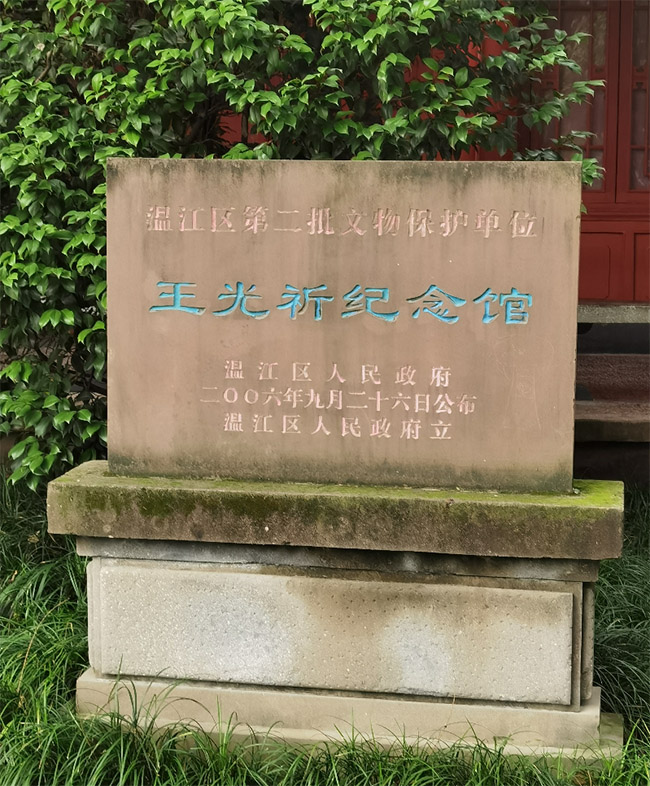 温江区第二批文物保护单位
王光祈纪念馆
温江区人民政府
二〇〇六年九月二十六日公布
温江区人民政府立